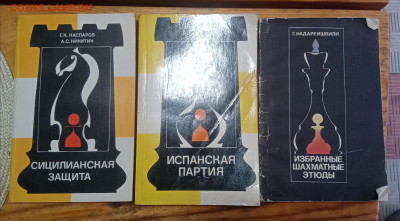 Г.К. КАСПАРОВ
А.С. НИКИТИН
СИЦИЛИАНСКАЯ
ЗАЩИТА
ИСПАНСКАЯ
ПАРТИЯ
Г. НАДАРЕИШВИЛИ
ИЗБРАННЫЕ
ШАХМАТНЫЕ
ЭТЮДЫ